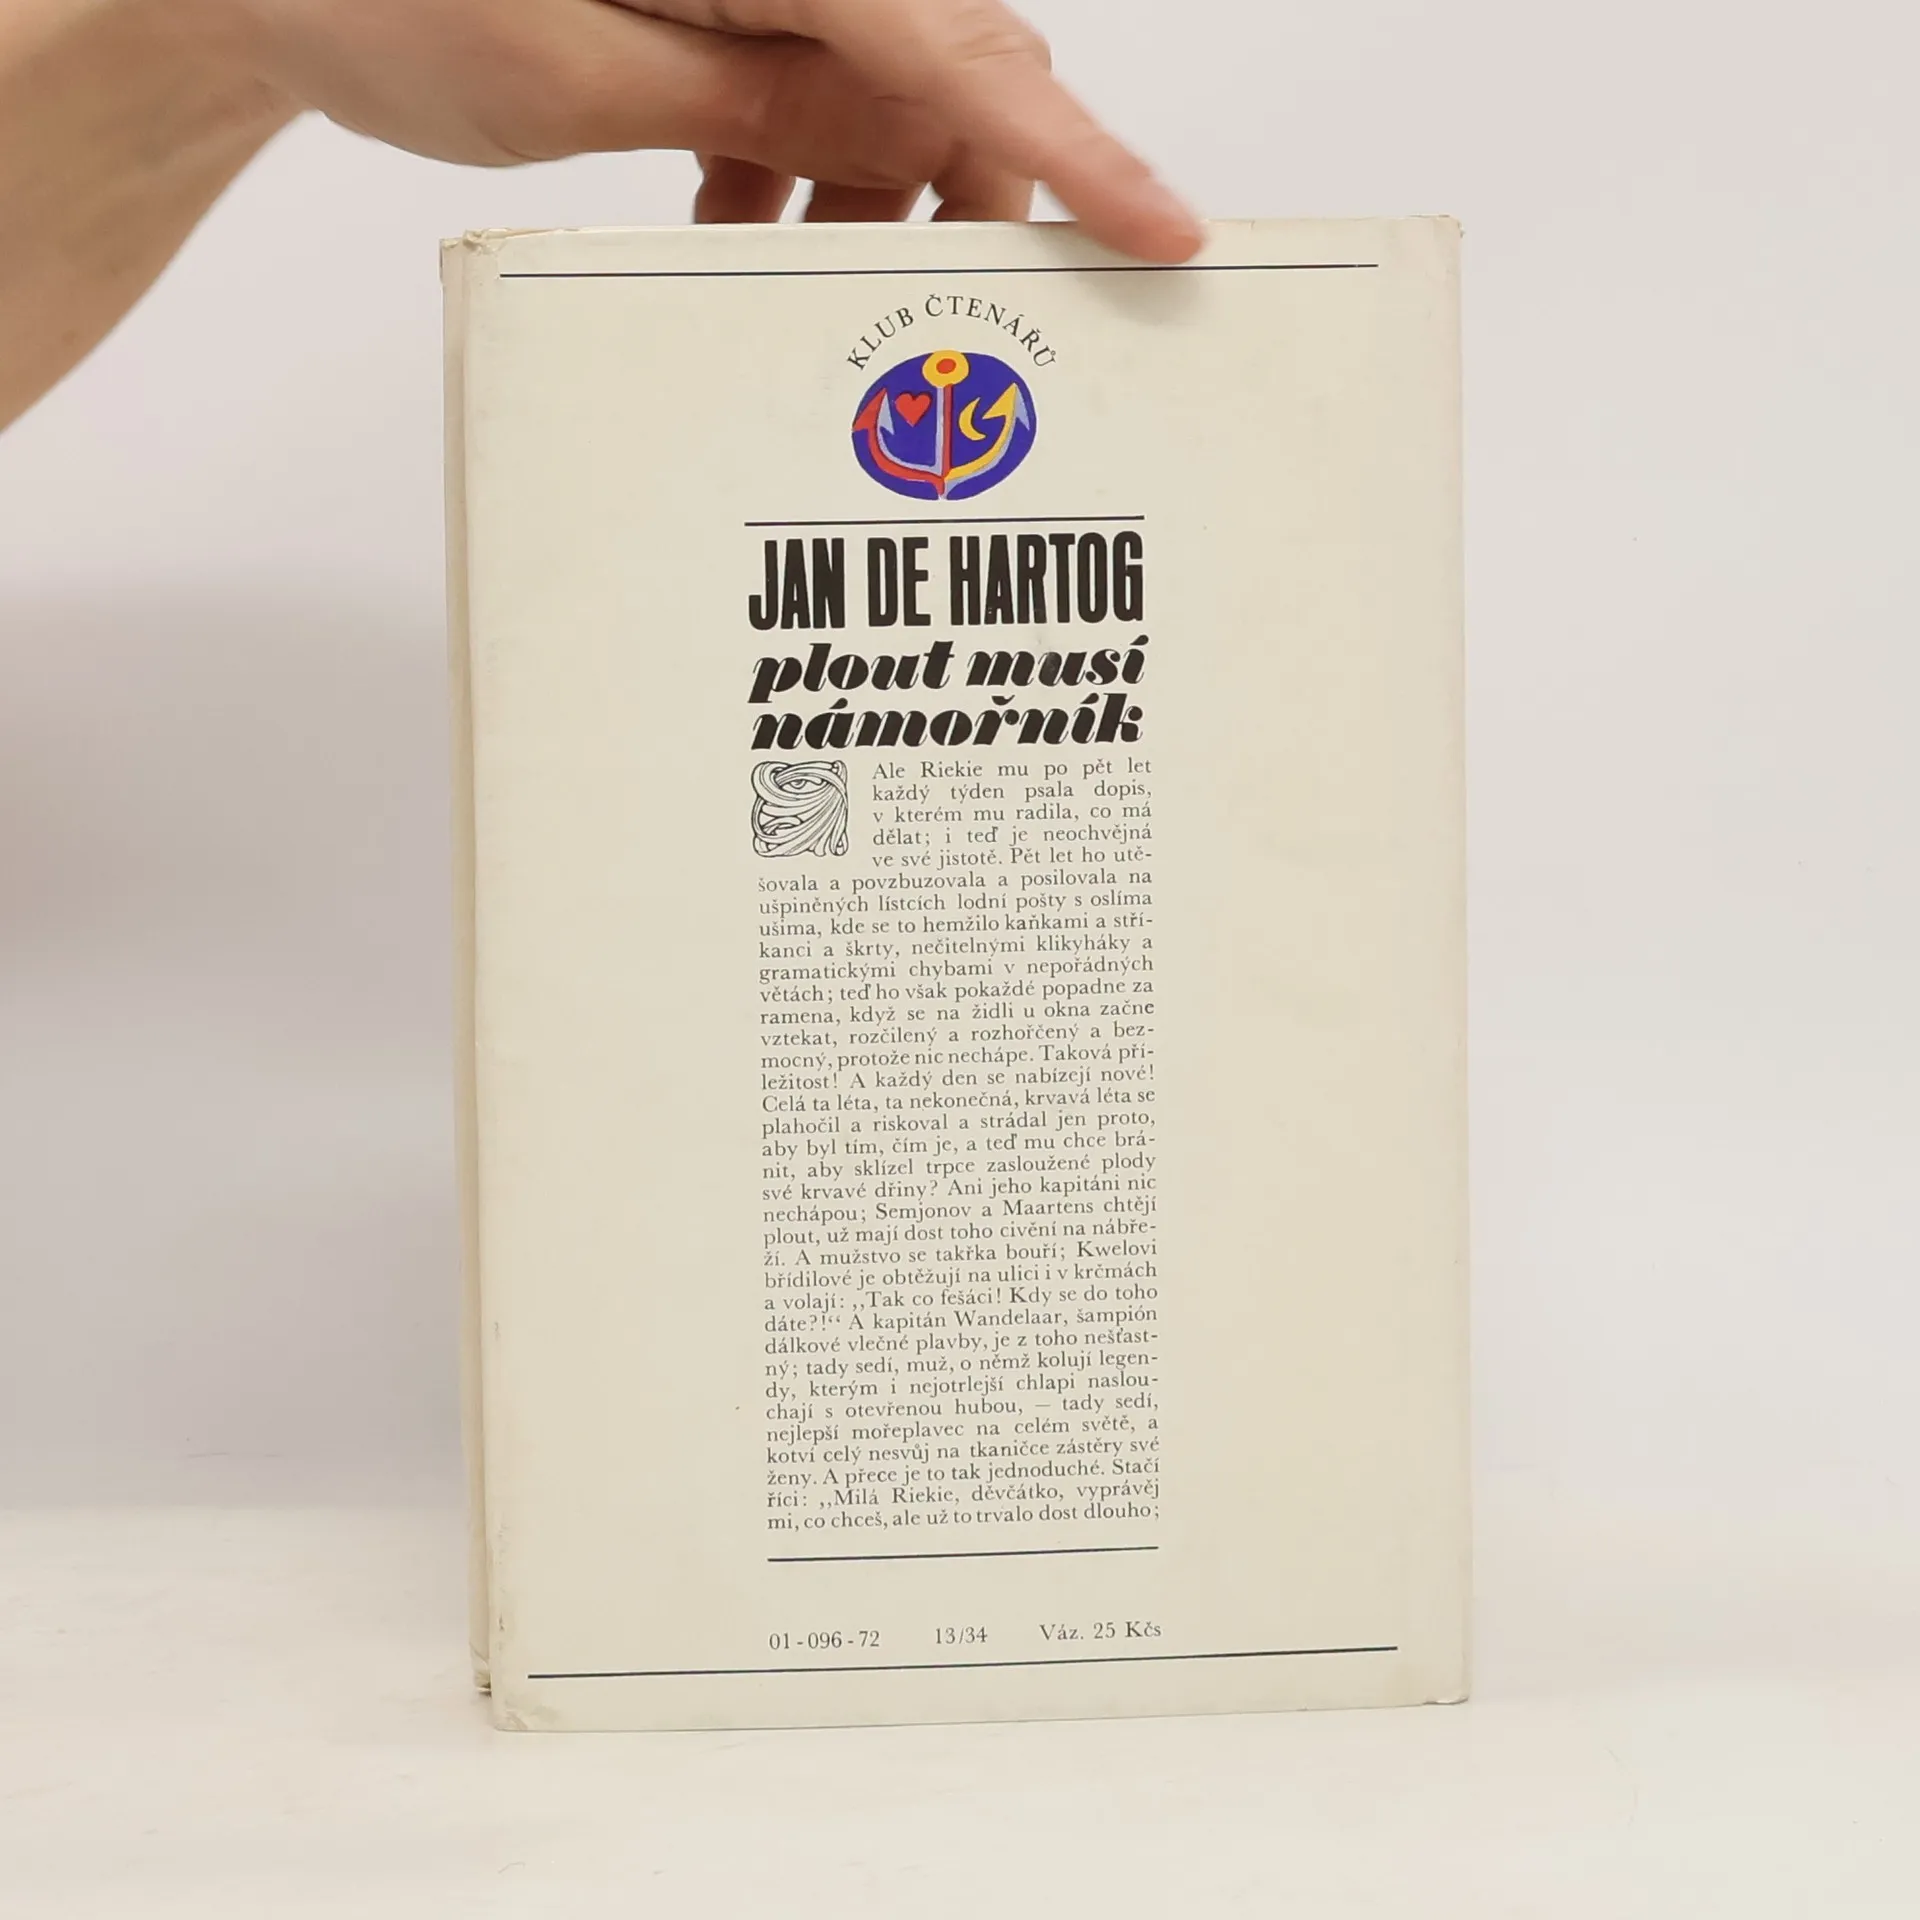 KLUB ČTENÁŘŮ
JAN DE HARTOG
plout musí
námořník
Ale Riekie mu po pět let
každý týden psala dopis,
v kterém mu radila, co má
dělat; i teď je neochvějná
ve své jistotě. Pět let ho utě-
šovala a povzbuzovala a posilovala na
ušpiněných lístcích lodní pošty s oslíma
ušima, kde se to hemžilo kaňkami a stří-
kanci a škrty, nečitelnými klikyháky a
gramatickými chybami v nepořádných
větách; teď ho však pokaždé popadne za
ramena, když se na židli u okna začne
vztekat, rozčilený a rozhořčený a bez-
mocný, protože nic nechápe. Taková pří-
ležitost! A každý den se nabízejí nové!
Celá ta léta, ta nekonečná, krvavá léta se
plahočil a riskoval a strádal jen proto,
aby byl tím, čím je, a teď mu chce brá-
nit, aby sklízel trpce zasloužené plody
své krvavé dřiny? Ani jeho kapitáni nic
nechápou; Semjonov a Maartens chtějí
plout, už mají dost toho civění na nábře-
ží. A mužstvo se takřka bouří; Kwelovi
břídilové je obtěžují na ulici i v krčmách
a volají: ,,Tak co fešáci! Kdy se do toho
dáte?!“ A kapitán Wandelaar, šampión
dálkové vlečné plavby, je z toho nešťast-
ný; tady sedí, muž, o němž kolují legen-
dy, kterým i nejotrlejší chlapi naslou-
chají s otevřenou hubou, — tady sedí,
nejlepší mořeplavec na celém světě, a
kotví celý nesvůj na tkaničce zástěry své
ženy. A přece je to tak jednoduché. Stačí
říci: ,,Milá Riekie, děvčátko, vyprávěj
mi, co chceš, ale už to trvalo dost dlouho;
01-096-72 13/34 Váz. 25 Kčs